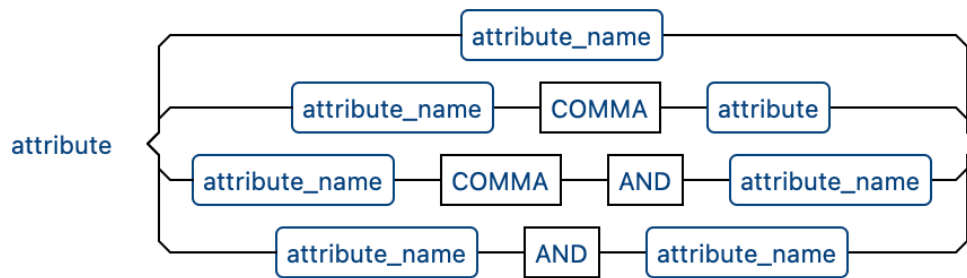 attribute_name
attribute_name COMMA attribute
attribute
attribute_name COMMA AND attribute_name
attribute_name AND attribute_name